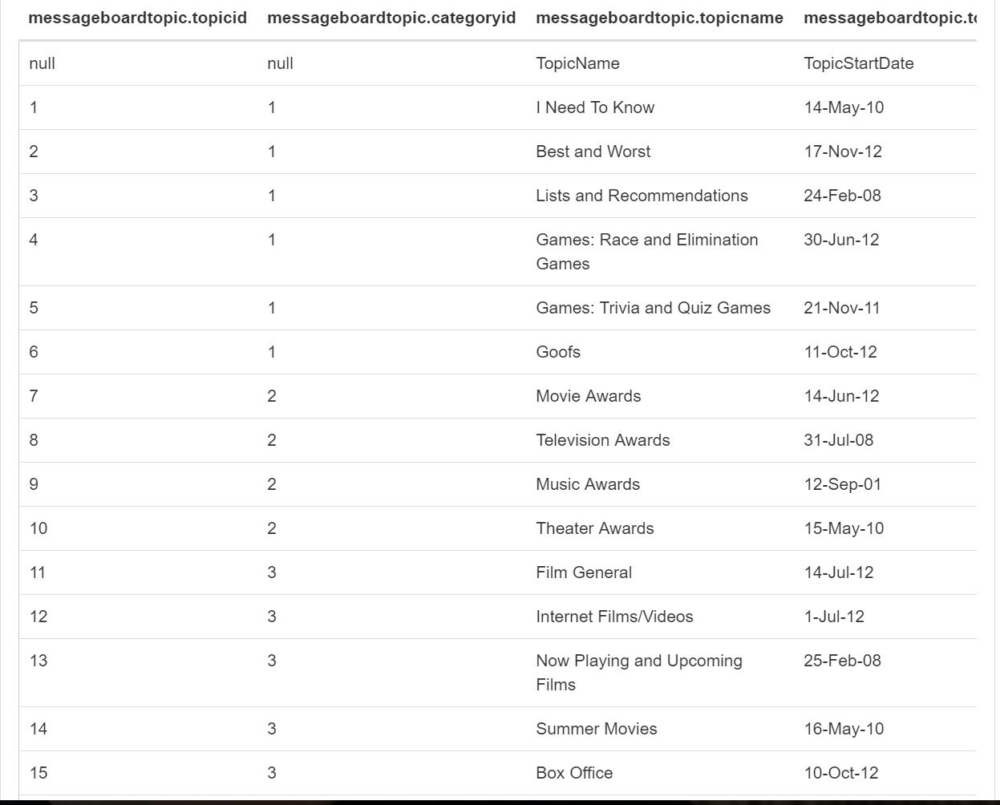 messageboardtopic.topicid messageboardtopic.categoryid messageboardtopic.topicname messageboardtopic.to
null null TopicName TopicStartDate
1 1 I Need To Know 14-May-10
2 1 Best and Worst 17-Nov-12
3 1 Lists and Recommendations 24-Feb-08
4 1 Games: Race and Elimination 30-Jun-12
Games
5 1 Games: Trivia and Quiz Games 21-Nov-11
6 1 Goofs 11-Oct-12
7 2 Movie Awards 14-Jun-12
8 2 Television Awards 31-Jul-08
9 2 Music Awards 12-Sep-01
10 2 Theater Awards 15-May-10
11 3 Film General 14-Jul-12
12 3 Internet Films/Videos 1-Jul-12
13 3 Now Playing and Upcoming 25-Feb-08
Films
14 3 Summer Movies 16-May-10
15 3 Box Office 10-Oct-12